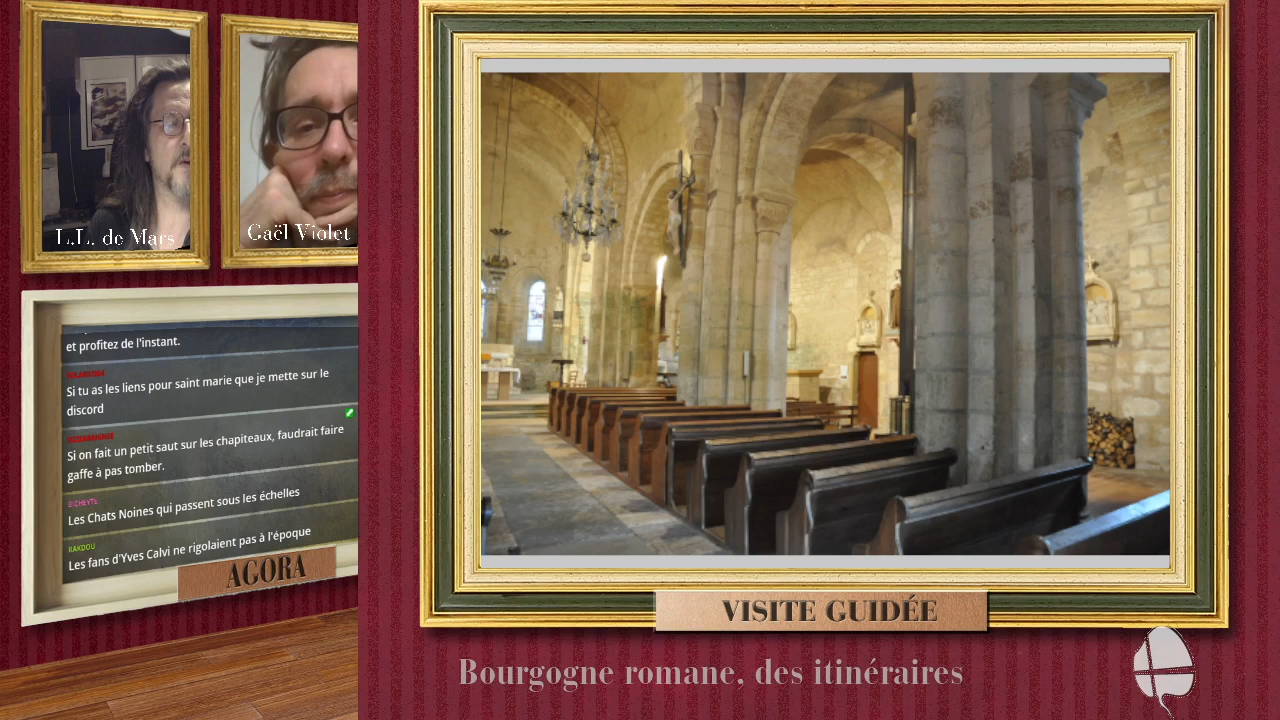 L.L. de Mars
Gaël Violet
et profitez de l'instant.
Si tu as les liens pour saint marie que je mette sur le
discord
Si on fait un petit saut sur les chapiteaux, faudrait faire
gaffe à pas tomber.
BICHEYTE
Les Chats Noines qui passent sous les échelles
RAKDOU
Les fans d'Yves Calvi ne rigolaient pas à l'époque
AGORA
VISITE GUIDÉE
Bourgogne romane, des itinéraires